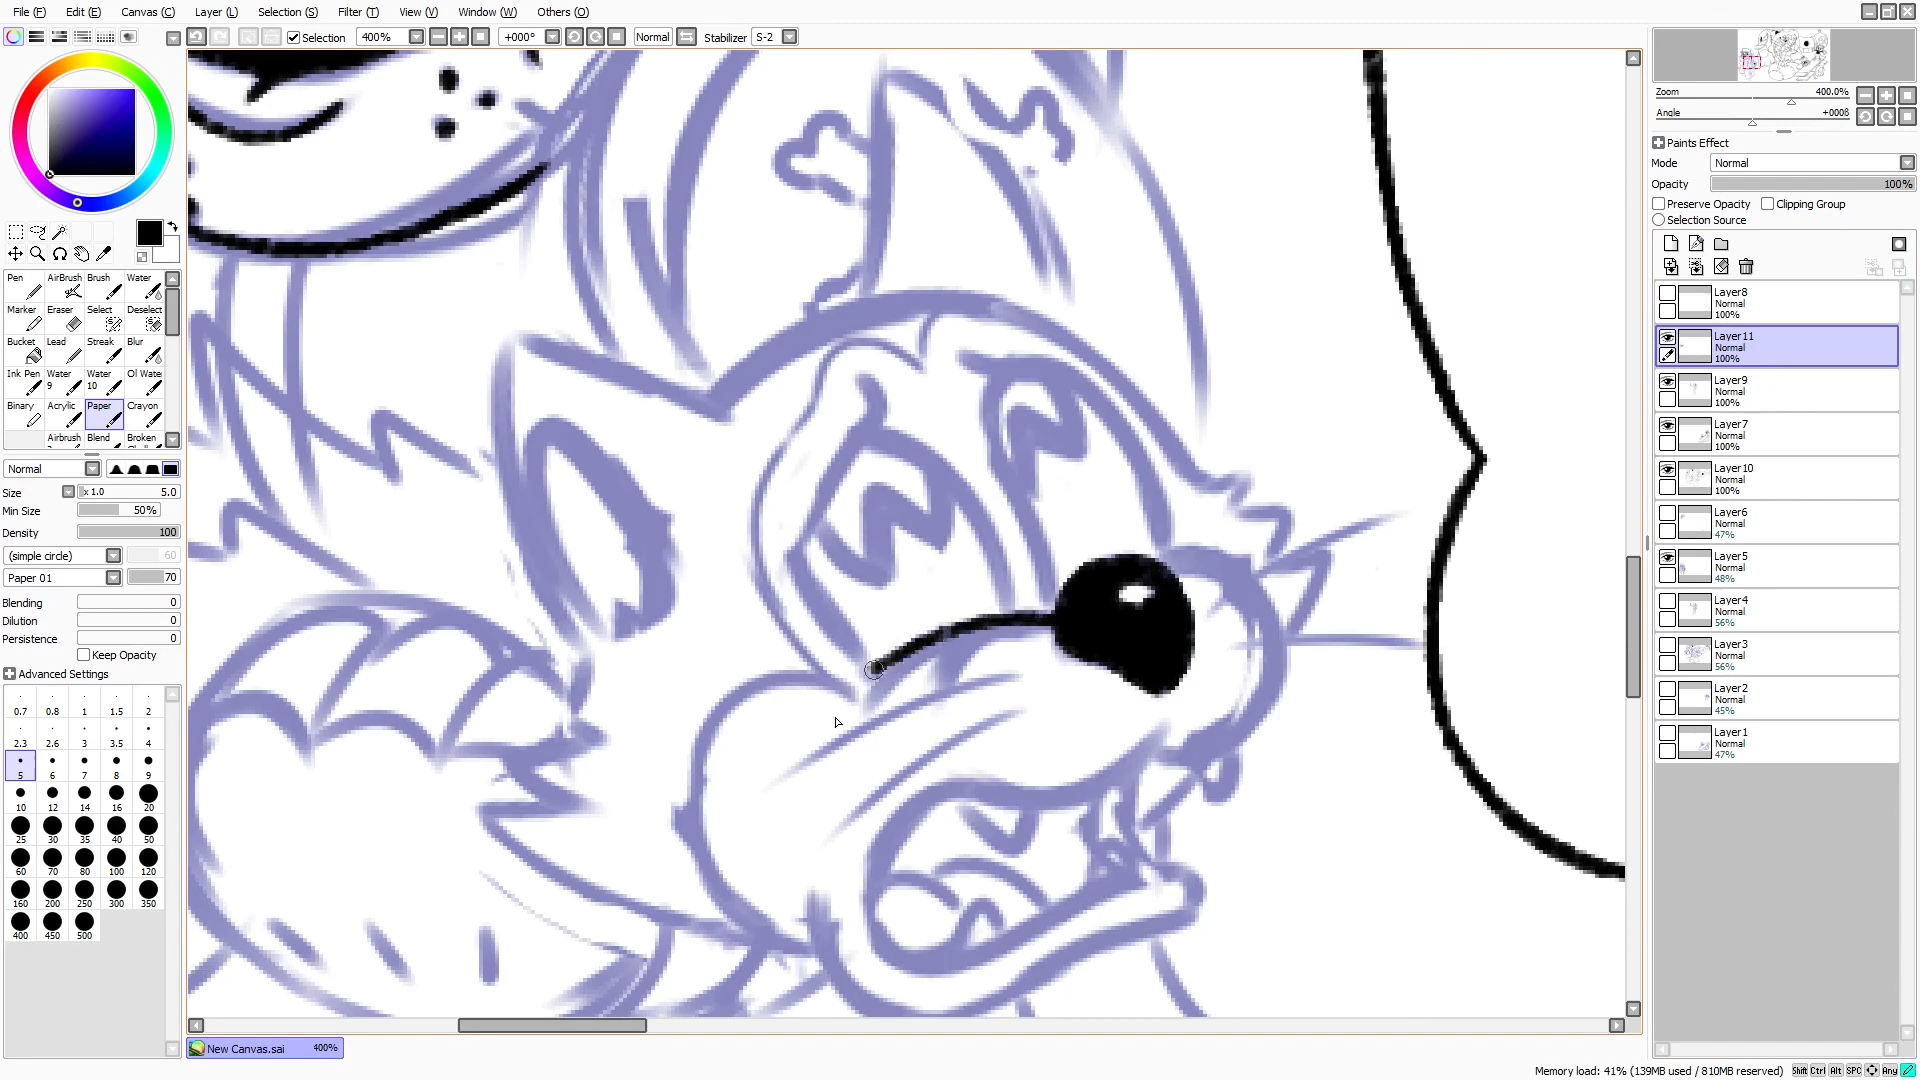 File (F) Edit (E) Canvas (C) Layer (L) Selection (S) Filter (T) View (V) Window (W) Others (O)
Selection 400% +000° Normal Stabilizer S-2
Zoom 400.0%
Angle +000ß
Paints Effect
Mode Normal
Opacity 100%
Preserve Opacity Clipping Group
Selection Source
Pen AirBrush Brush Water
Marker Eraser Select Deselect
Bucket Lead Streak Blur
Ink Pen Water 9 Water 10 Ol Water
Binary Acrylic Paper Crayon
Airbrush Blend Broken
Normal
Size x 1.0 5.0
Min Size 50%
Density 100
(simple circle) 60
Paper 01 70
Blending 0
Dilution 0
Persistence 0
Keep Opacity
Advanced Settings
0.7 0.8 1 1.5 2
2.3 2.6 3 3.5 4
5 6 7 8 9
10 12 14 16 20
25 30 35 40 50
60 70 80 100 120
160 200 250 300 350
400 450 500
Layer8
Normal
100%
Layer11
Normal
100%
Layer9
Normal
100%
Layer7
Normal
100%
Layer10
Normal
100%
Layer6
Normal
47%
Layer5
Normal
48%
Layer4
Normal
56%
Layer3
Normal
56%
Layer2
Normal
45%
Layer1
Normal
47%
New Canvas.sai 400%
Memory load: 41% (139MB used / 810MB reserved) Shift Ctrl Alt SPC Any